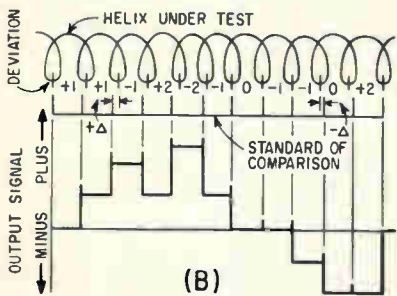 HELIX UNDER TEST
DEVIATION
+1 +1 -1 +2 -2 -1 0 -1 -1 0 +2
+Δ -Δ
STANDARD OF
COMPARISON
OUTPUT SIGNAL
MINUS PLUS
(B)